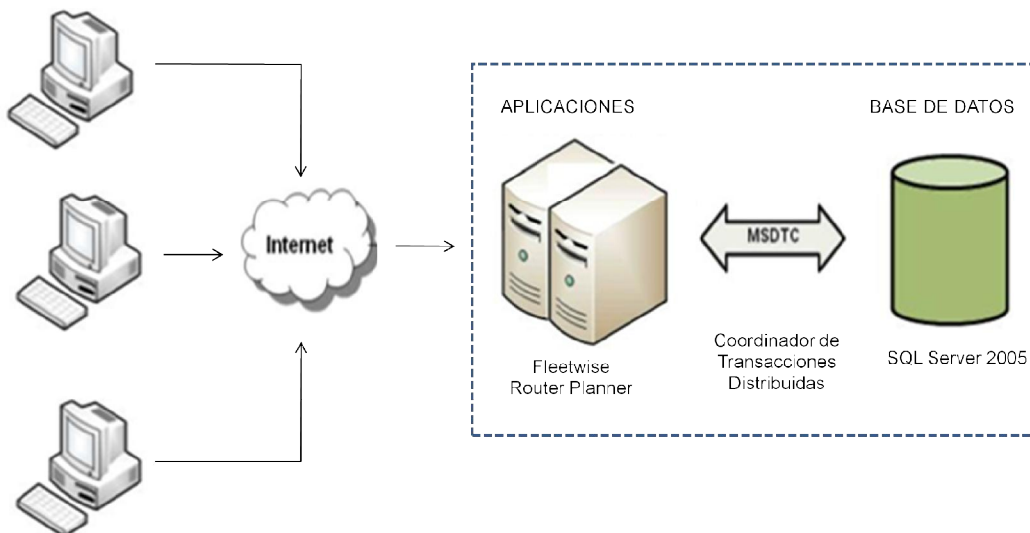 APLICACIONES
BASE DE DATOS
Internet
MSDTC
Fleetwise
Router Planner
Coordinador de
Transacciones
Distribuidas
SQL Server 2005